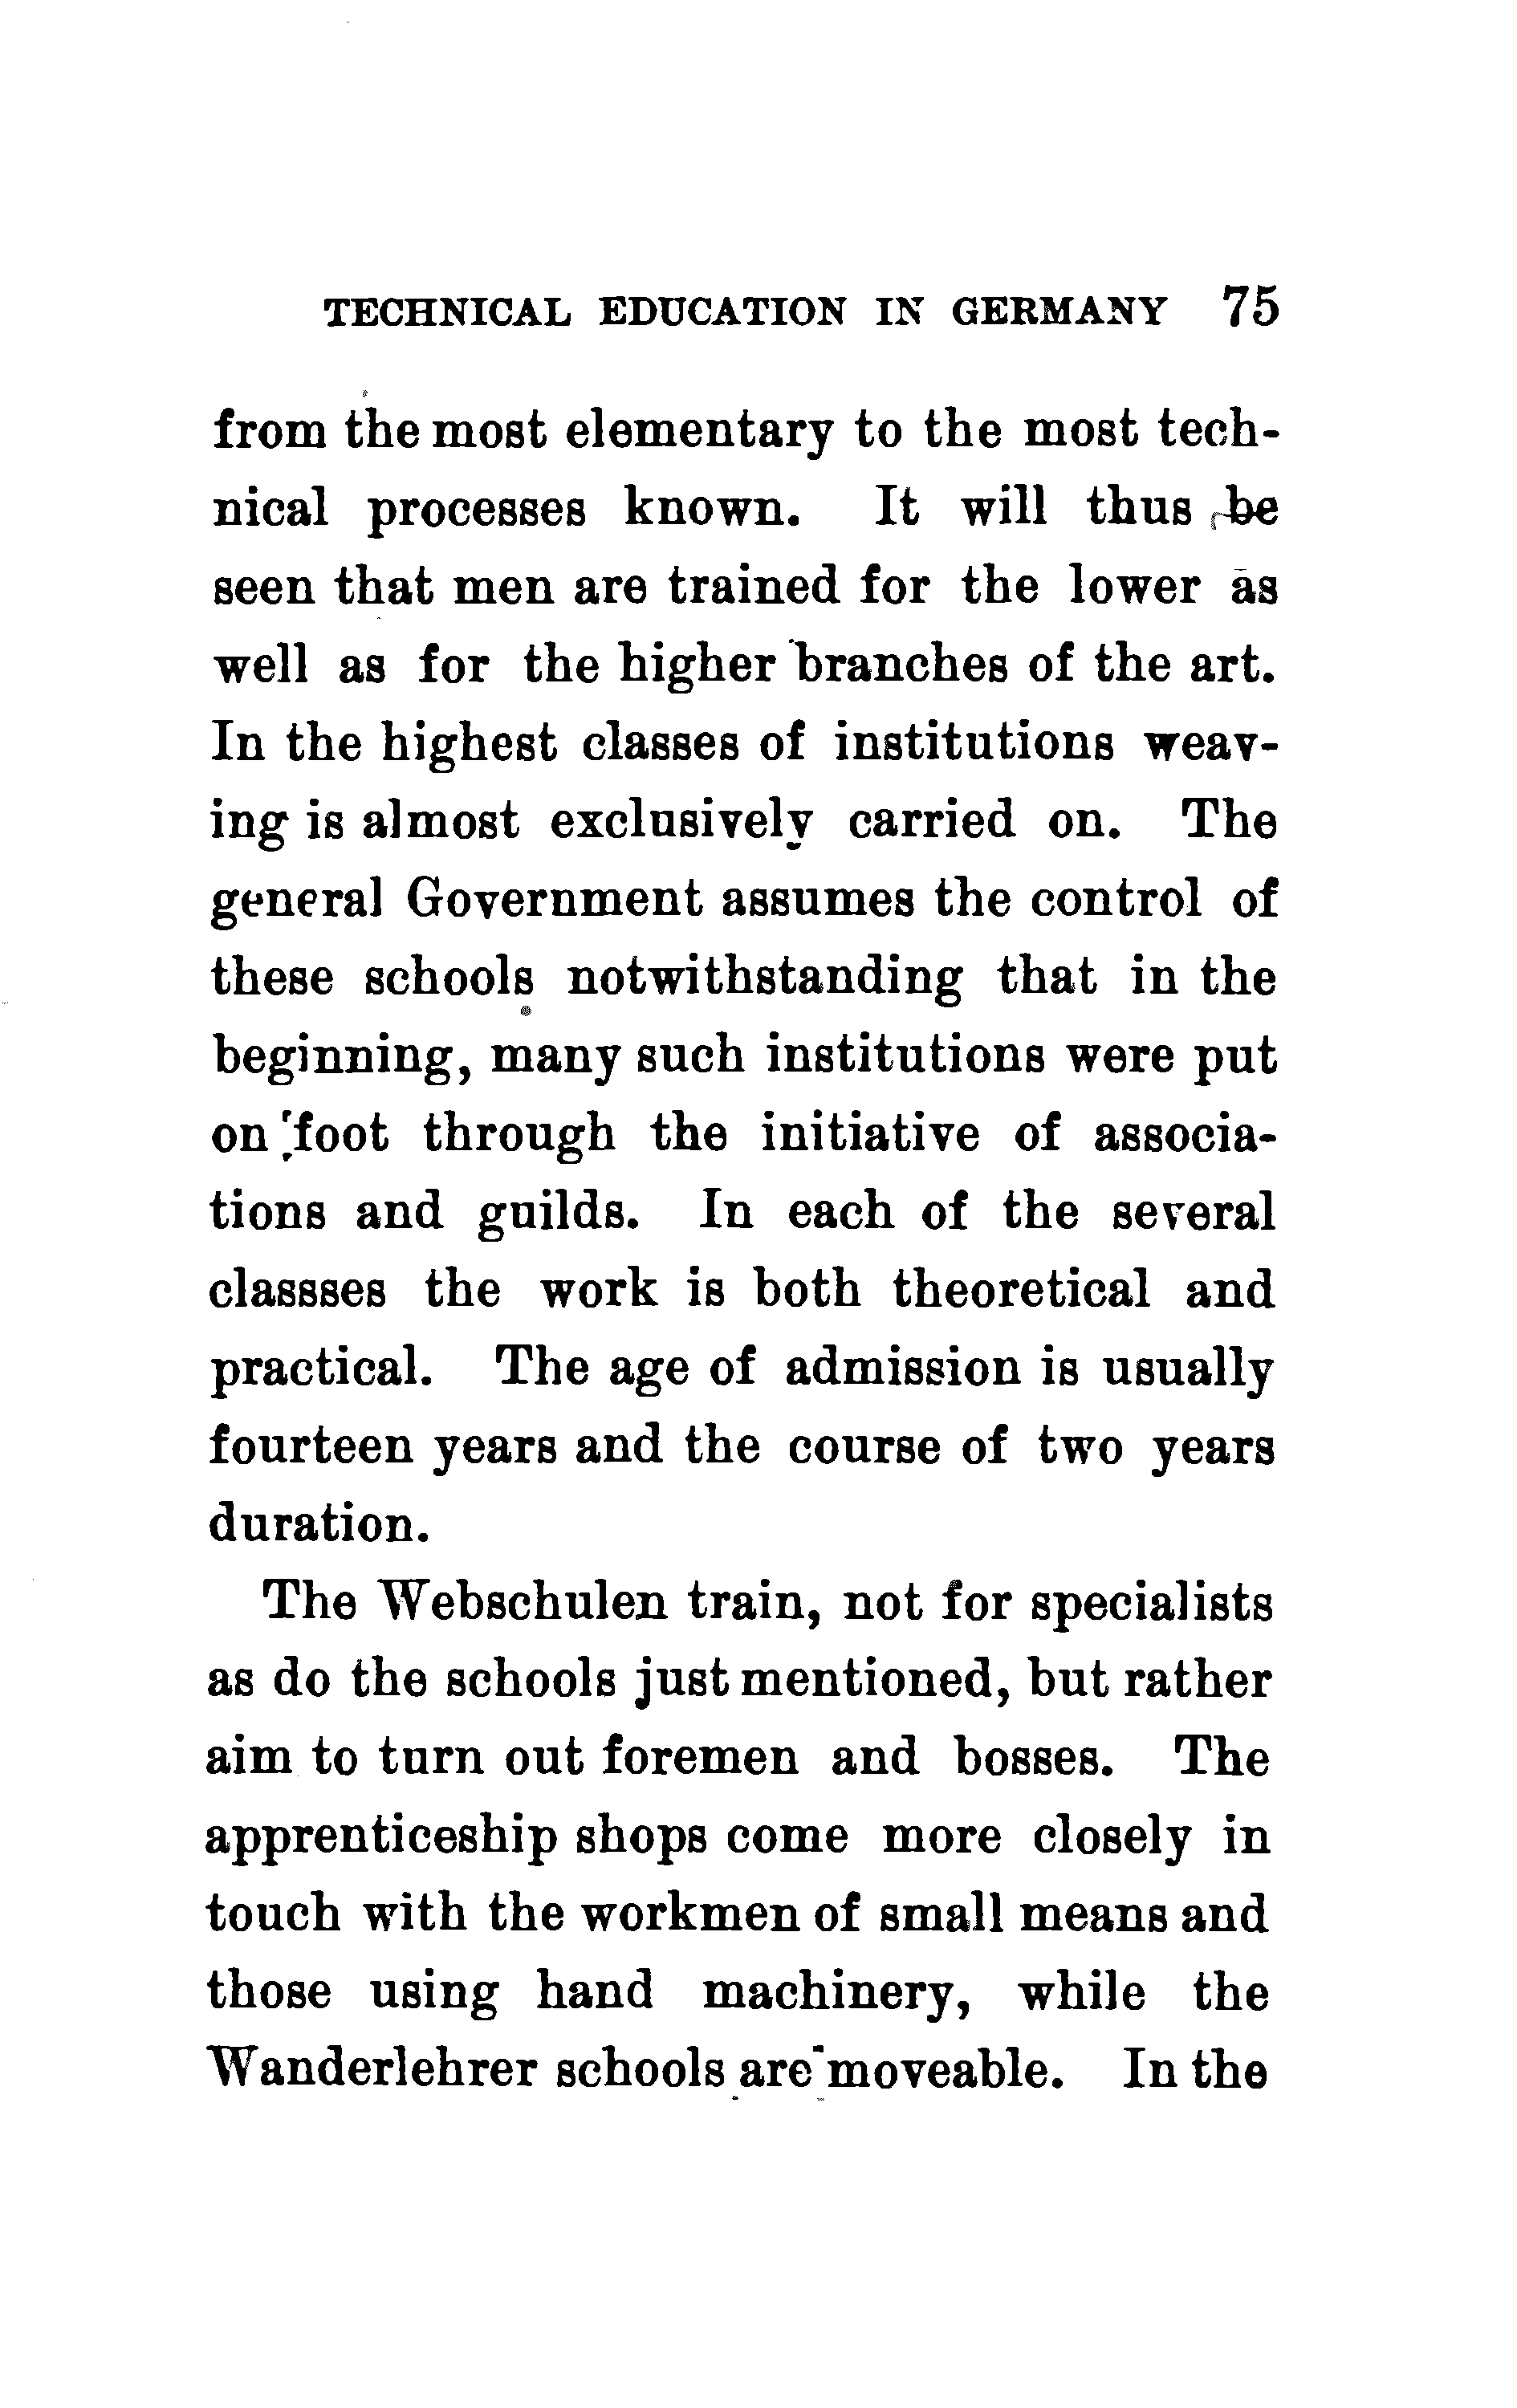 TECHNICAL EDUCATION IN GERMANY 75
from the most elementary to the most tech-
nical processes known. It will thus be
seen that men are trained for the lower as
well as for the higher branches of the art.
In the highest classes of institutions weav-
ing is almost exclusively carried on. The
general Government assumes the control of
these schools notwithstanding that in the
beginning, many such institutions were put
on foot through the initiative of associa-
tions and guilds. In each of the several
classses the work is both theoretical and
practical. The age of admission is usually
fourteen years and the course of two years
duration.
The Webschulen train, not for specialists
as do the schools just mentioned, but rather
aim to turn out foremen and bosses. The
apprenticeship shops come more closely in
touch with the workmen of small means and
those using hand machinery, while the
Wanderlehrer schools are moveable. In the